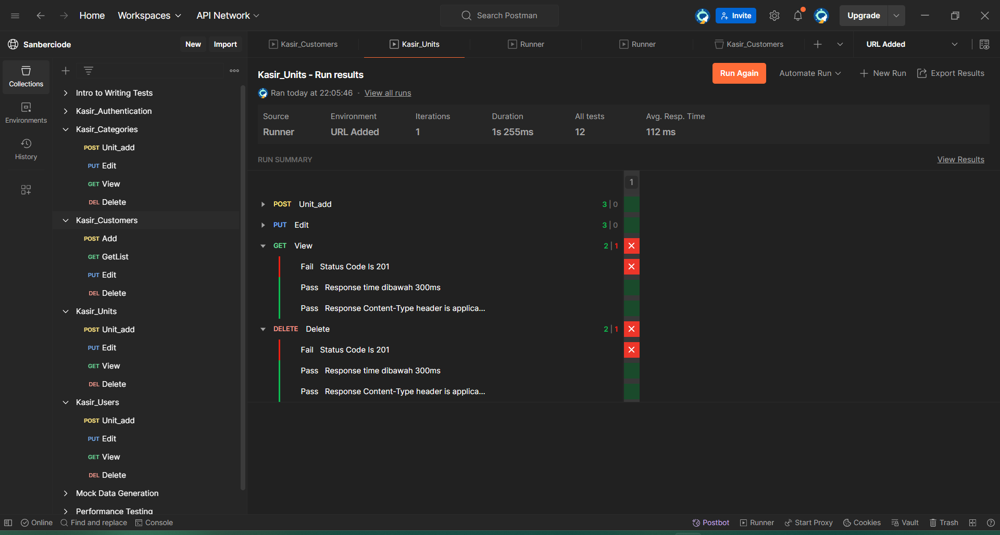 Home Workspaces API Network Search Postman Invite Upgrade
Sanberciode New Import Kasir_Customers Kasir_Units Runner Runner Kasir_Customers URL Added
Collections
Environments
History
Intro to Writing Tests
Kasir_Authentication
Kasir_Categories
POST Unit_add
PUT Edit
GET View
DEL Delete
Kasir_Customers
POST Add
GET GetList
PUT Edit
DEL Delete
Kasir_Units
POST Unit_add
PUT Edit
GET View
DEL Delete
Kasir_Users
POST Unit_add
PUT Edit
GET View
DEL Delete
Mock Data Generation
Performance Testing
Kasir_Units - Run results Run Again Automate Run New Run Export Results
Ran today at 22:05:46 · View all runs
Source Environment Iterations Duration All tests Avg. Resp. Time
Runner URL Added 1 1s 255ms 12 112 ms
RUN SUMMARY View Results
1
POST Unit_add 3 | 0
PUT Edit 3 | 0
GET View 2 | 1
Fail Status Code Is 201
Pass Response time dibawah 300ms
Pass Response Content-Type header is applica...
DELETE Delete 2 | 1
Fail Status Code Is 201
Pass Response time dibawah 300ms
Pass Response Content-Type header is applica...
Online Find and replace Console Postbot Runner Start Proxy Cookies Vault Trash